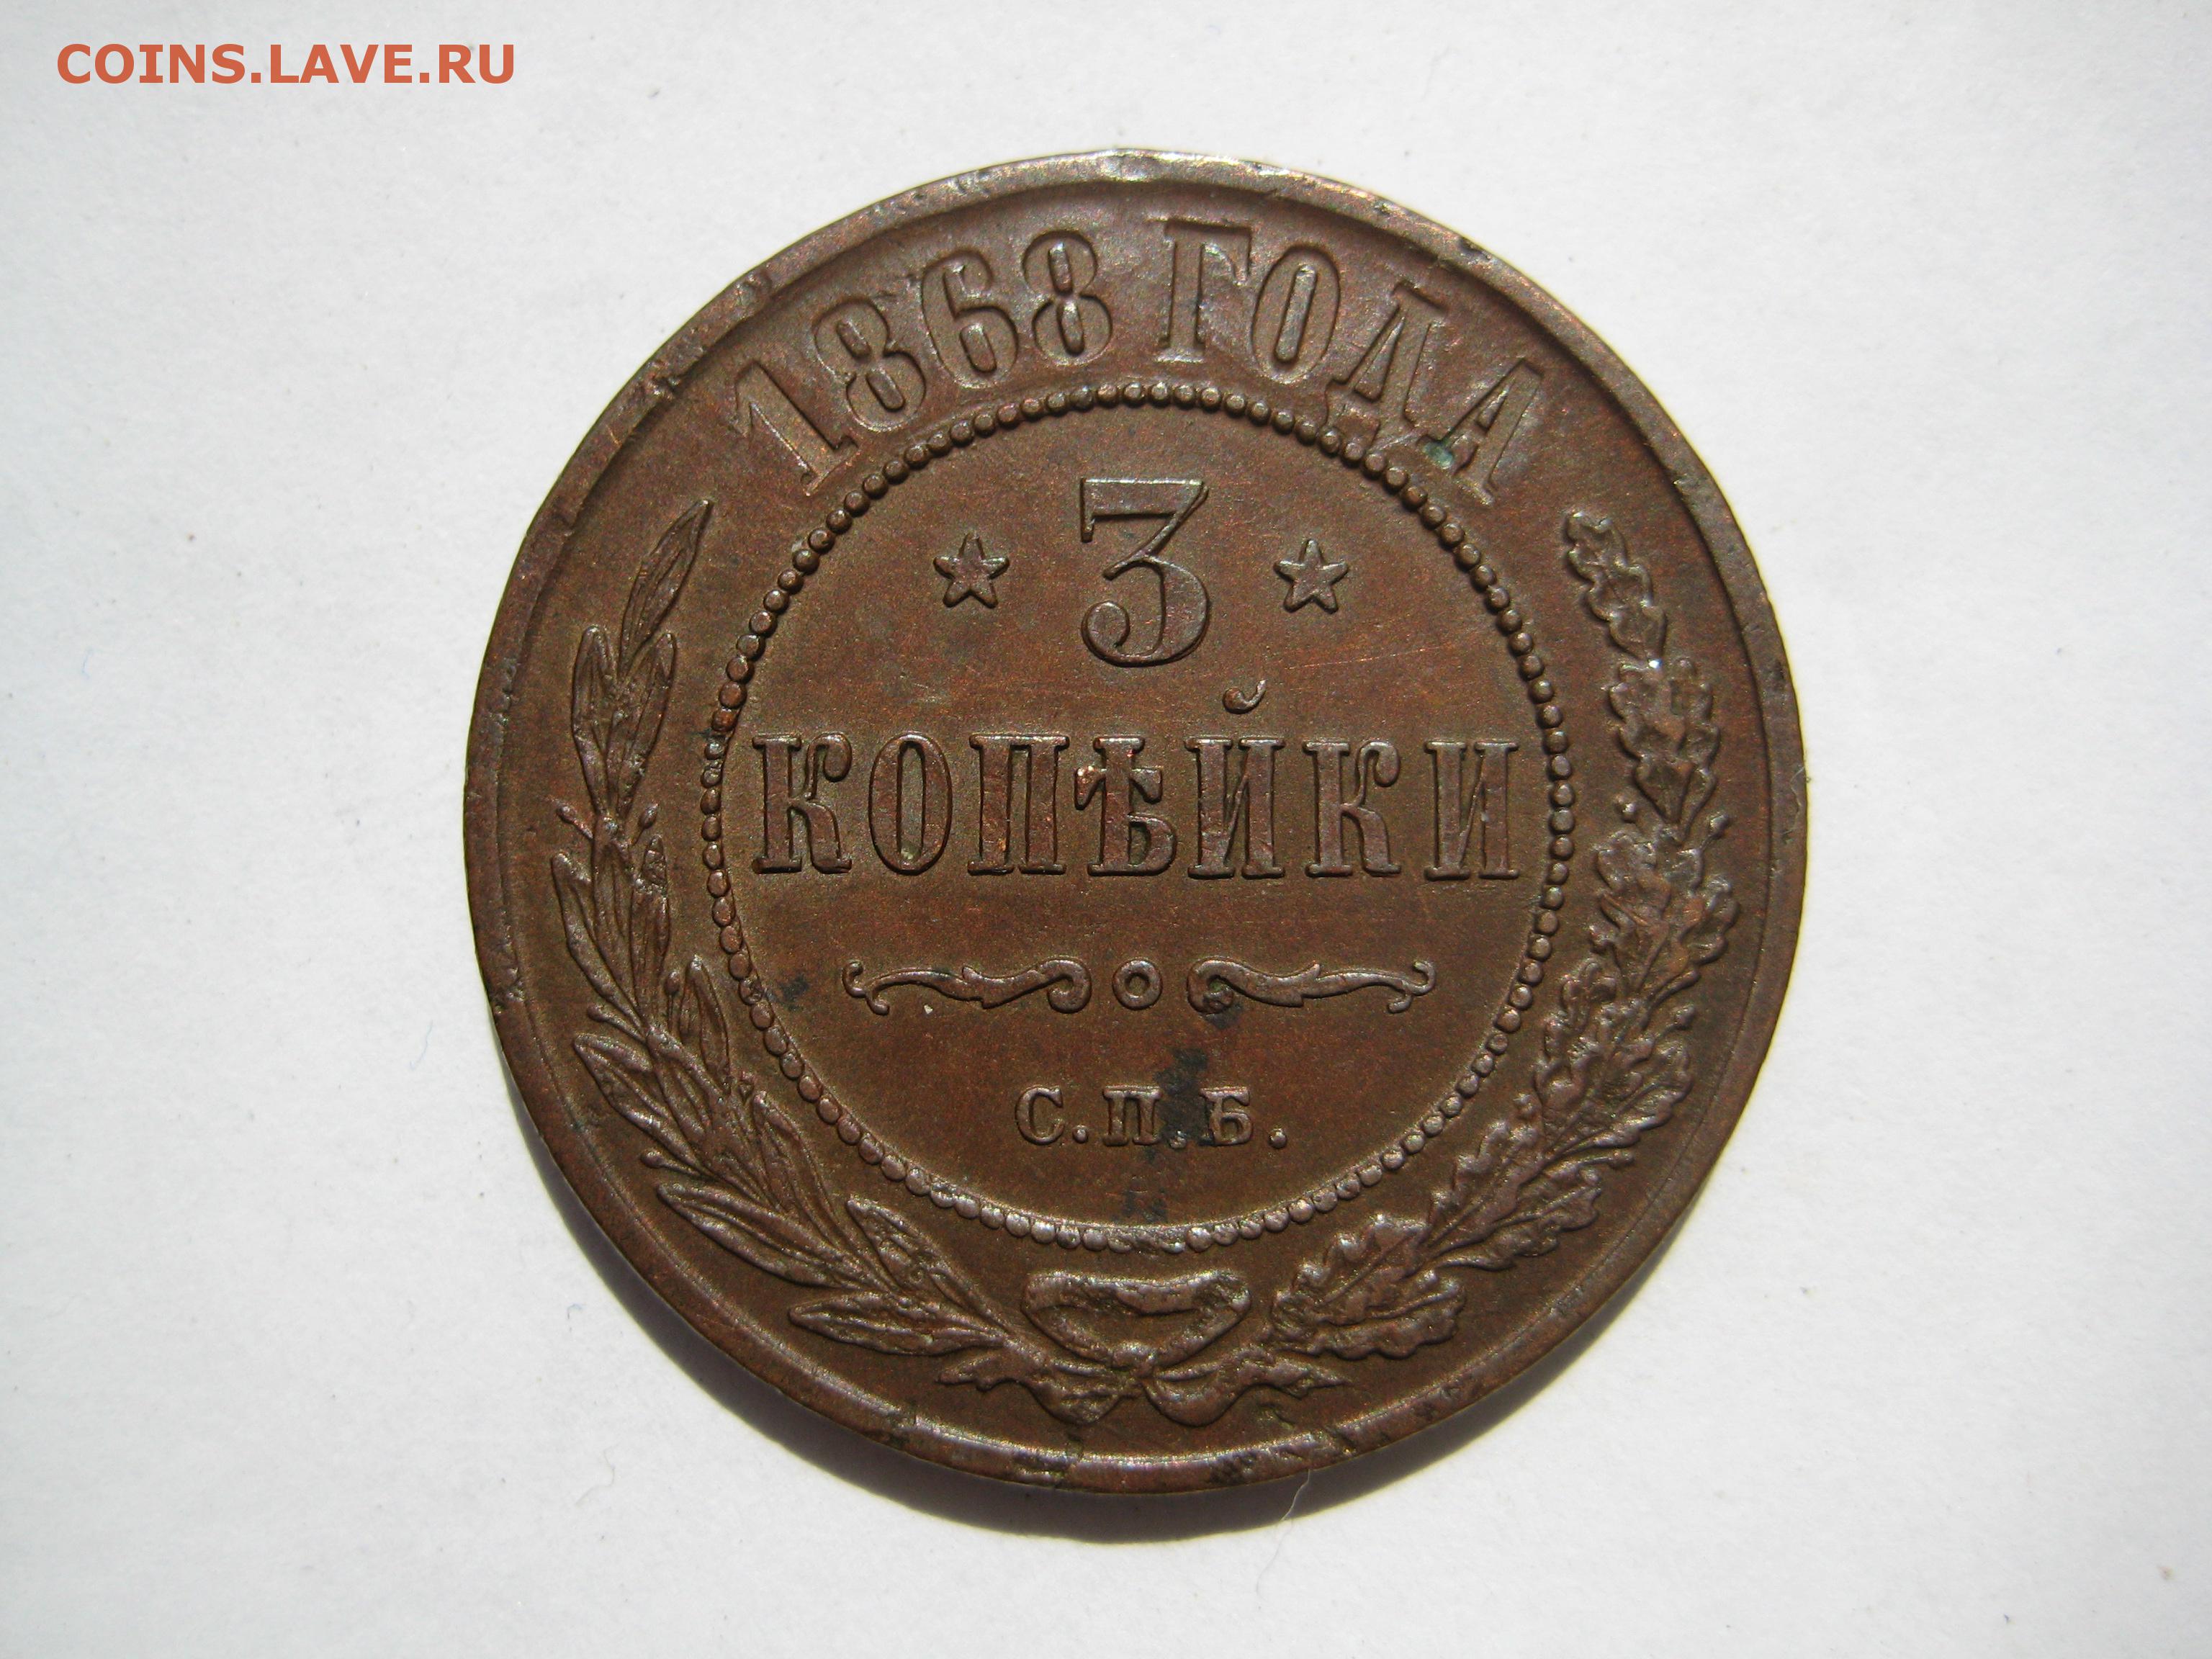 COINS.LAVE.RU
1868 ГОДА
3
КОПѢЙКИ
С.П.Б.